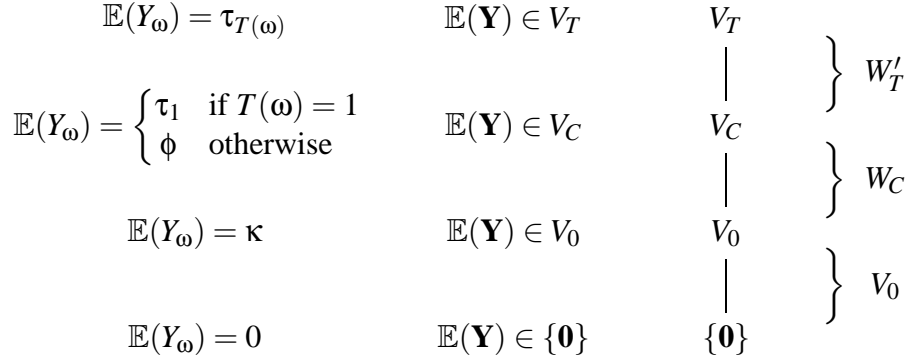 𝔼(Y_ω) = τ_{T(ω)} 𝔼(𝐘) ∈ V_T V_T
W′_T
𝔼(Y_ω) = { τ_1 if T(ω) = 1
ϕ otherwise 𝔼(𝐘) ∈ V_C V_C
W_C
𝔼(Y_ω) = κ 𝔼(𝐘) ∈ V_0 V_0
V_0
𝔼(Y_ω) = 0 𝔼(𝐘) ∈ {𝟎} {𝟎}